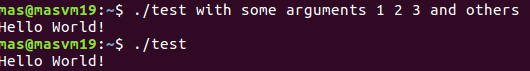 mas@masvm19:~$ ./test with some arguments 1 2 3 and others
Hello World!
mas@masvm19:~$ ./test
Hello World!